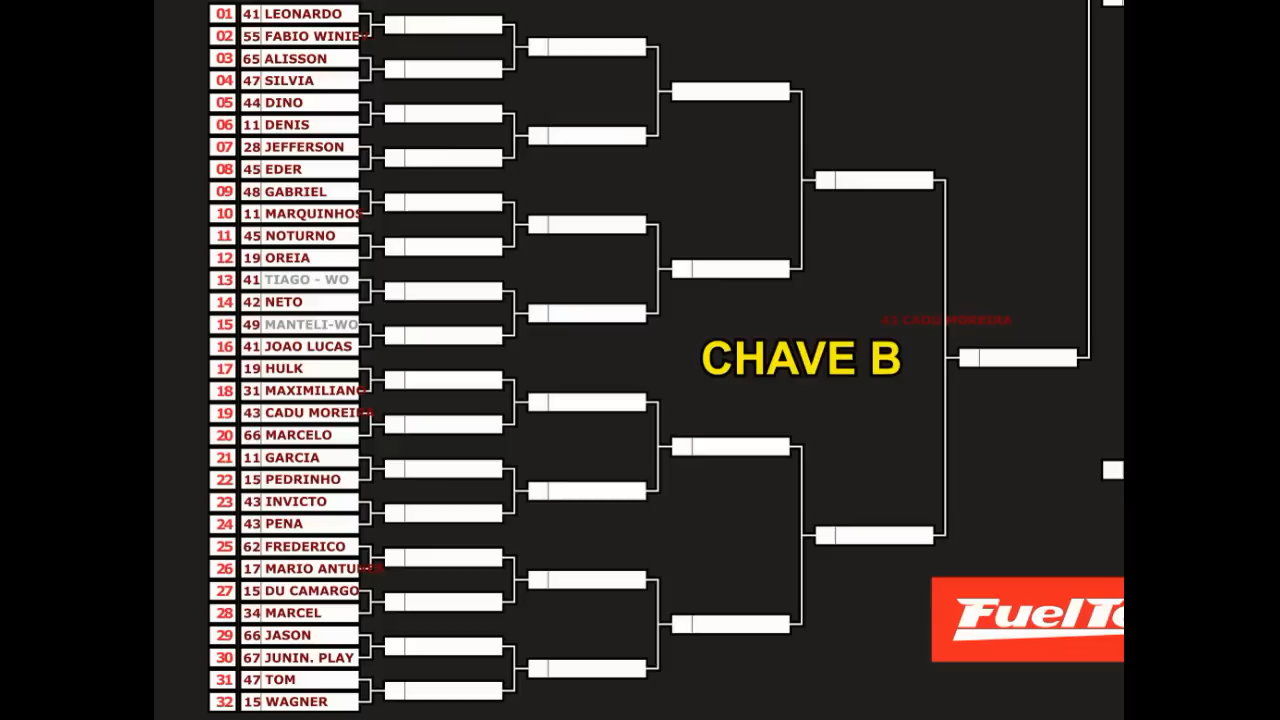 01 41 LEONARDO
02 55 FABIO
03 65 ALISSON
04 47 SILVIA
05 44 DINO
06 11 DENIS
07 28 JEFFERSON
08 45 EDER
09 48 GABRIEL
10 11 MARQUINHOS
11 45 NOTURNO
12 19 OREIA
13 41 TIAGO - WO
14 42 NETO
15 49 MANTELI-WO
16 41 JOAO LUCAS
17 19 HULK
18 31 MAXIMILIANO
19 43 CADU MOREIRA
43 CADU MOREIRA
20 66 MARCELO
CHAVE B
21 11 GARCIA
22 15 PEDRINHO
23 43 INVICTO
24 43 PENA
25 62 FREDERICO
26 17 MARIO ANTUNES
27 15 DU CAMARGO
28 34 MARCEL
29 66 JASON
30 67 JUNIN. PLAY
31 47 TOM
32 15 WAGNER